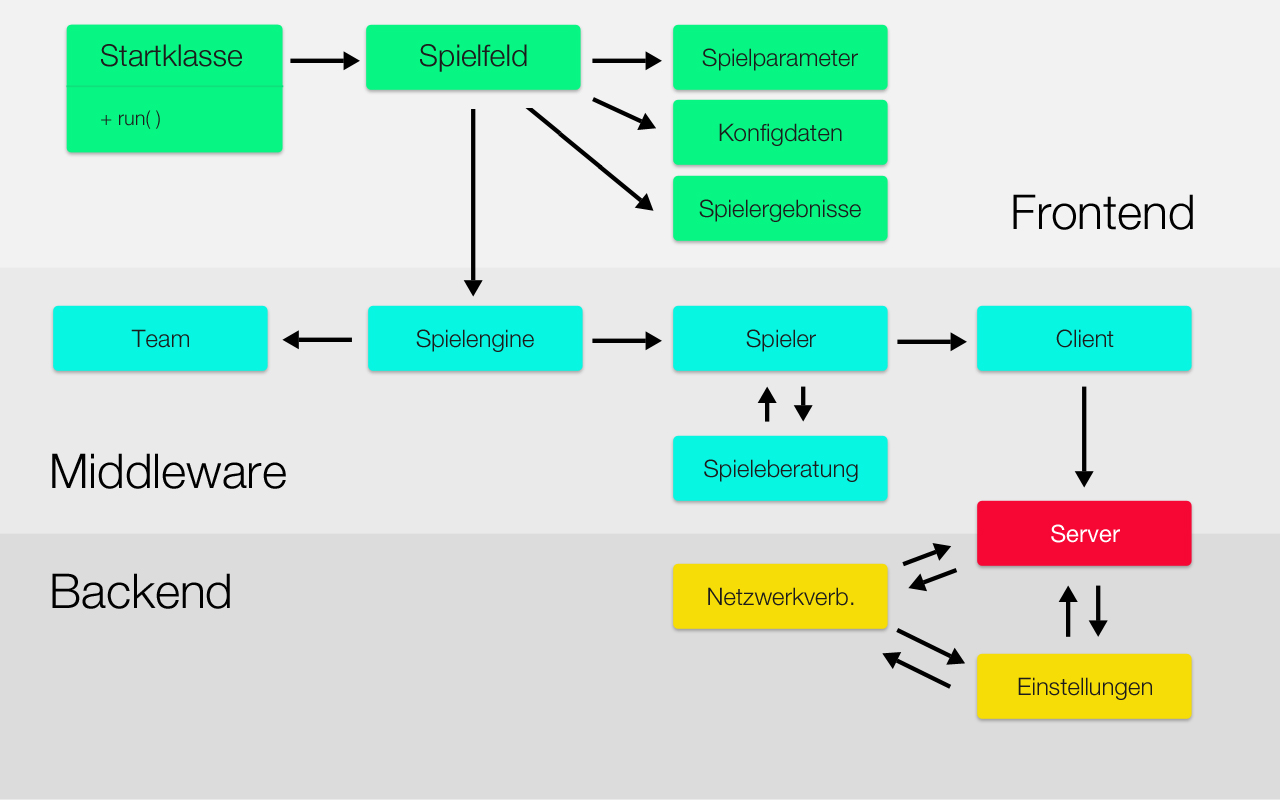 Startklasse
+ run( )
Spielfeld
Spielparameter
Konfigdaten
Spielergebnisse
Frontend
Team
Spielengine
Spieler
Client
Middleware
Spieleberatung
Server
Backend
Netzwerkverb.
Einstellungen